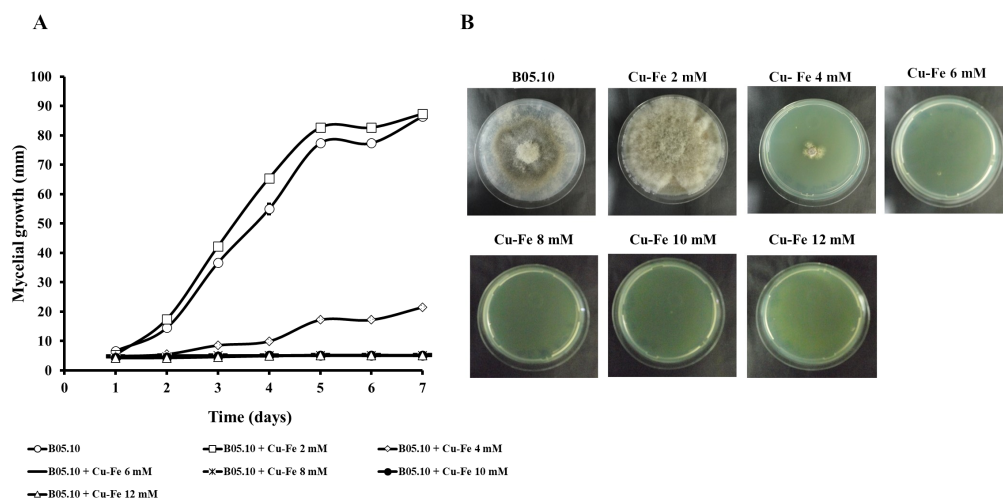 A
B
100
90
80
70
60
50
40
30
20
10
0
Mycelial growth (mm)
0 1 2 3 4 5 6 7
Time (days)
B05.10
B05.10 + Cu-Fe 2 mM
B05.10 + Cu-Fe 4 mM
B05.10 + Cu-Fe 6 mM
B05.10 + Cu-Fe 8 mM
B05.10 + Cu-Fe 10 mM
B05.10 + Cu-Fe 12 mM
B05.10
Cu-Fe 2 mM
Cu- Fe 4 mM
Cu-Fe 6 mM
Cu-Fe 8 mM
Cu-Fe 10 mM
Cu-Fe 12 mM